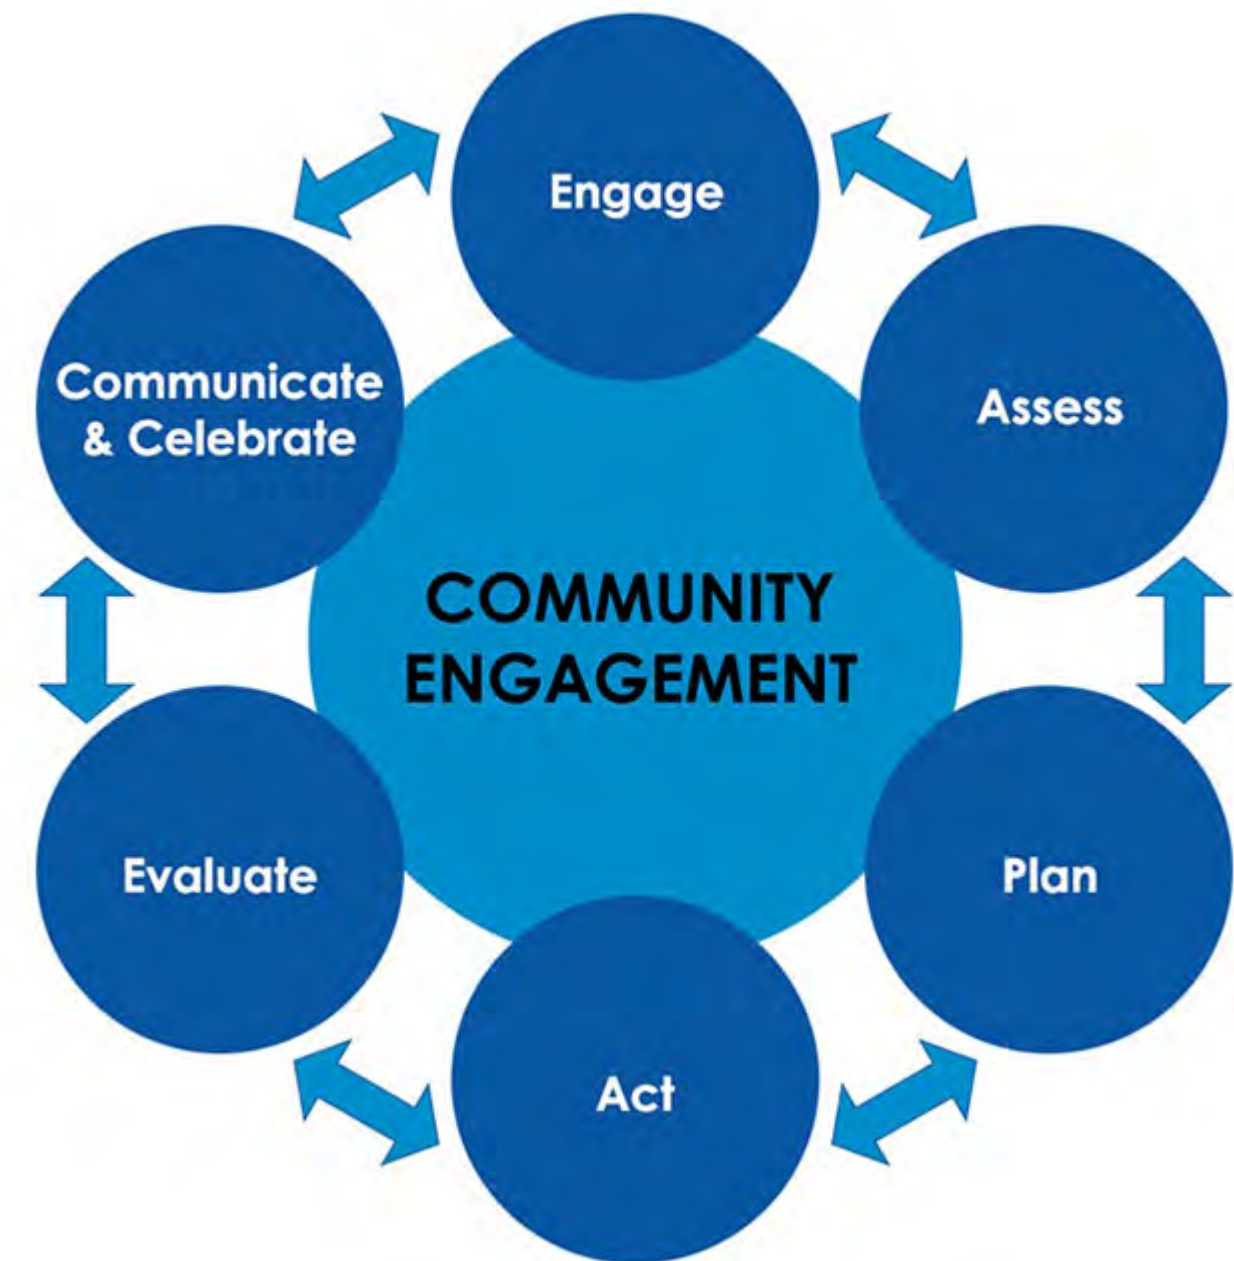 Engage
Assess
Communicate
& Celebrate
COMMUNITY
ENGAGEMENT
Evaluate
Plan
Act